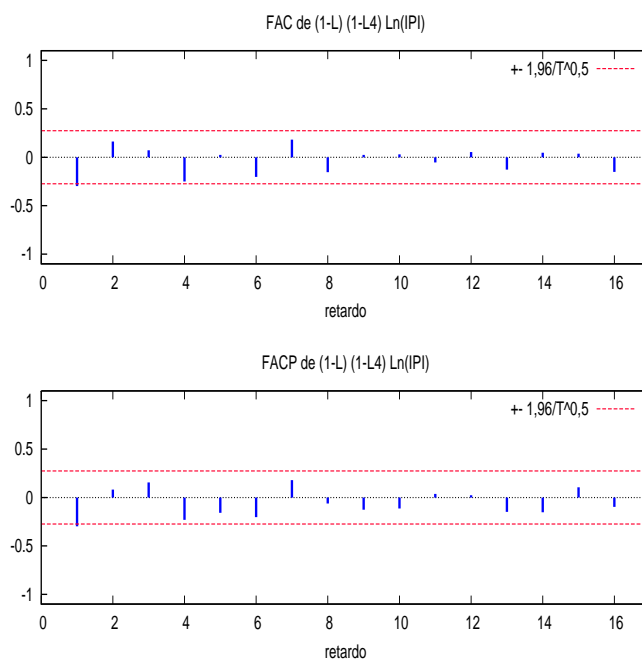 FAC de (1-L) (1-L4) Ln(IPI)
+- 1,96/T^0,5
1
0.5
0
-0.5
-1
0 2 4 6 8 10 12 14 16
retardo
FACP de (1-L) (1-L4) Ln(IPI)
+- 1,96/T^0,5
1
0.5
0
-0.5
-1
0 2 4 6 8 10 12 14 16
retardo